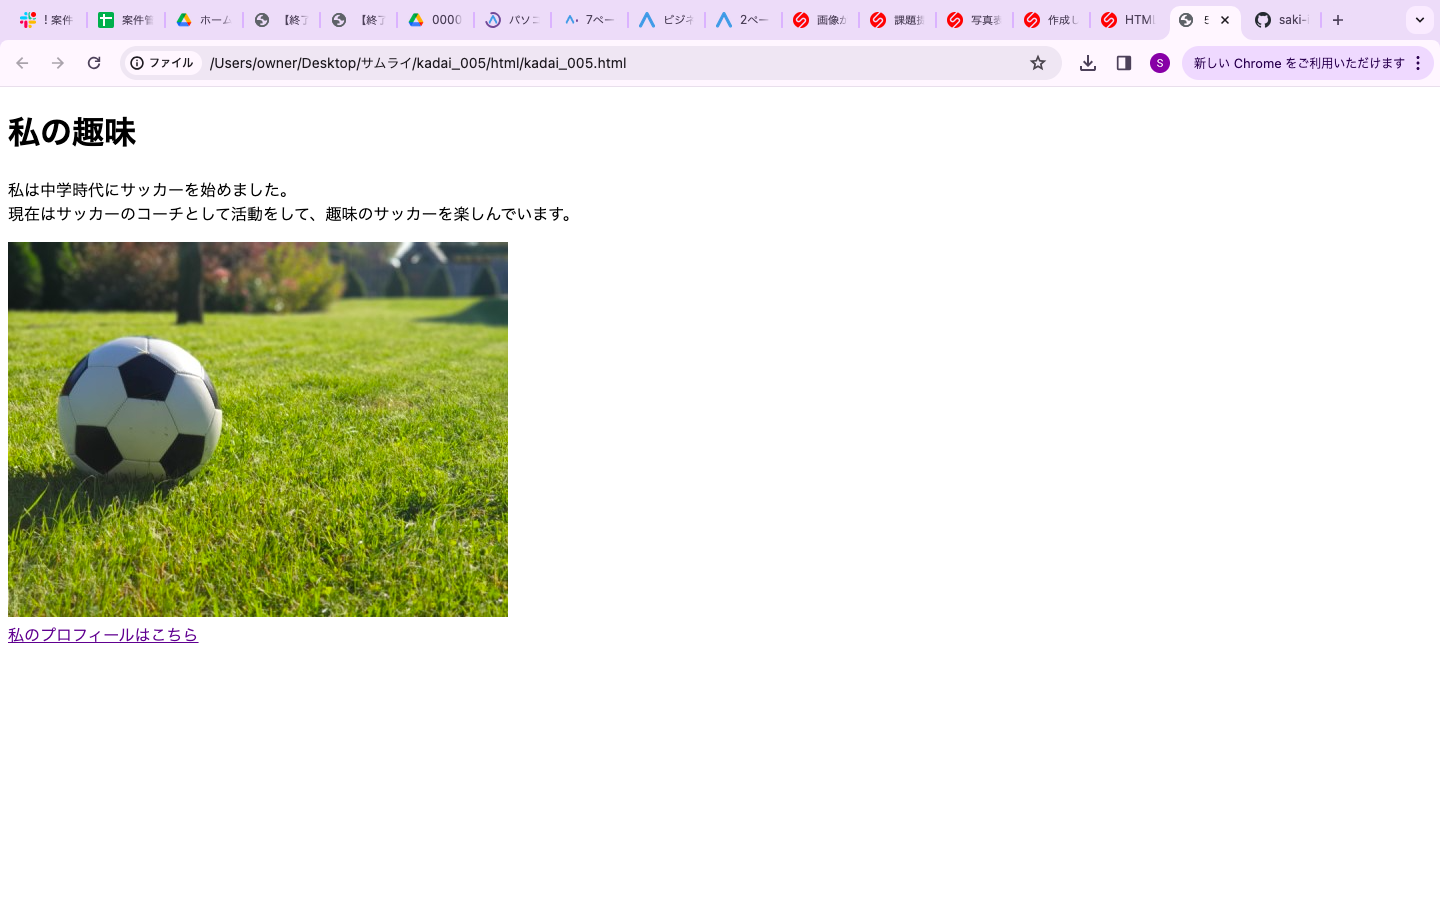 ! 案件
案件
ホーム
【終了
【終
0000
パソコ
7ペー
ビジネ
2ペー
画像か
課題提
写真素
作成し
HTML
saki-
ファイル
/Users/owner/Desktop/サムライ/kadai_005/html/kadai_005.html
S
新しい Chrome をご利用いただけます
私の趣味
私は中学時代にサッカーを始めました。
現在はサッカーのコーチとして活動をして、趣味のサッカーを楽しんでいます。
私のプロフィールはこちら